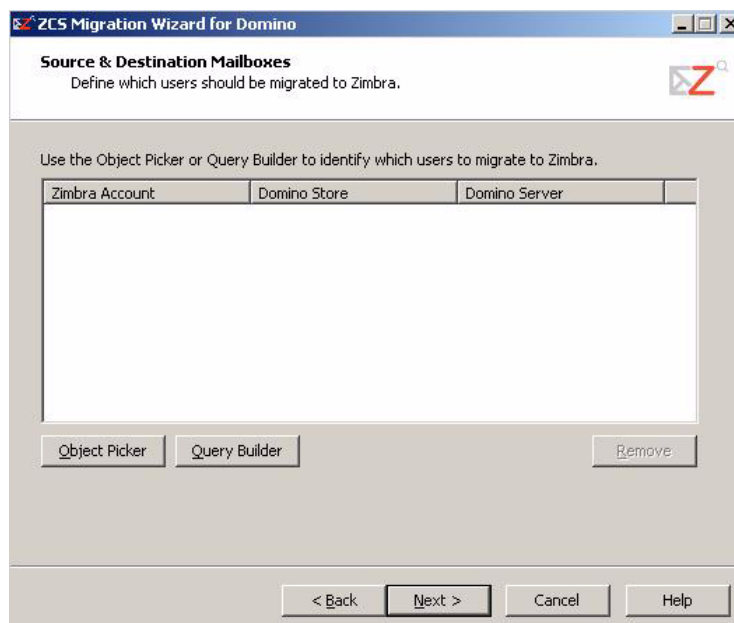 ZCS Migration Wizard for Domino
Source & Destination Mailboxes
Define which users should be migrated to Zimbra.
Z
Use the Object Picker or Query Builder to identify which users to migrate to Zimbra.
Zimbra Account Domino Store Domino Server
Object Picker Query Builder Remove
< Back Next > Cancel Help